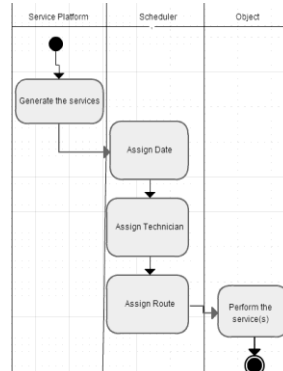 Service Platform
Scheduler
Object
Generate the services
Assign Date
Assign Technician
Assign Route
Perform the
service(s)